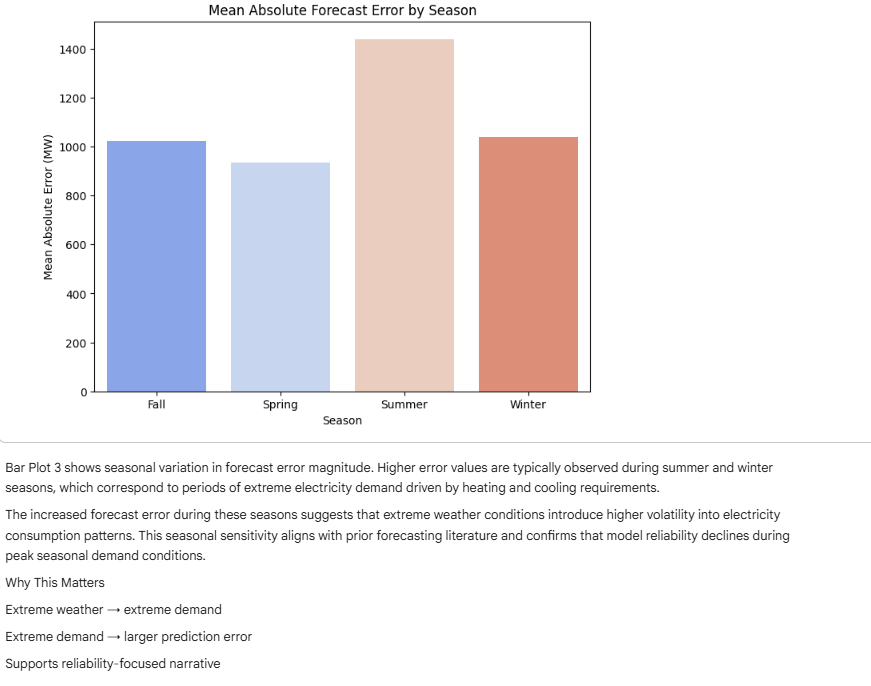 Mean Absolute Forecast Error by Season
Mean Absolute Error (MW)
1400
1200
1000
800
600
400
200
0
Fall Spring Summer Winter
Season
Bar Plot 3 shows seasonal variation in forecast error magnitude. Higher error values are typically observed during summer and winter
seasons, which correspond to periods of extreme electricity demand driven by heating and cooling requirements.
The increased forecast error during these seasons suggests that extreme weather conditions introduce higher volatility into electricity
consumption patterns. This seasonal sensitivity aligns with prior forecasting literature and confirms that model reliability declines during
peak seasonal demand conditions.
Why This Matters
Extreme weather → extreme demand
Extreme demand → larger prediction error
Supports reliability-focused narrative